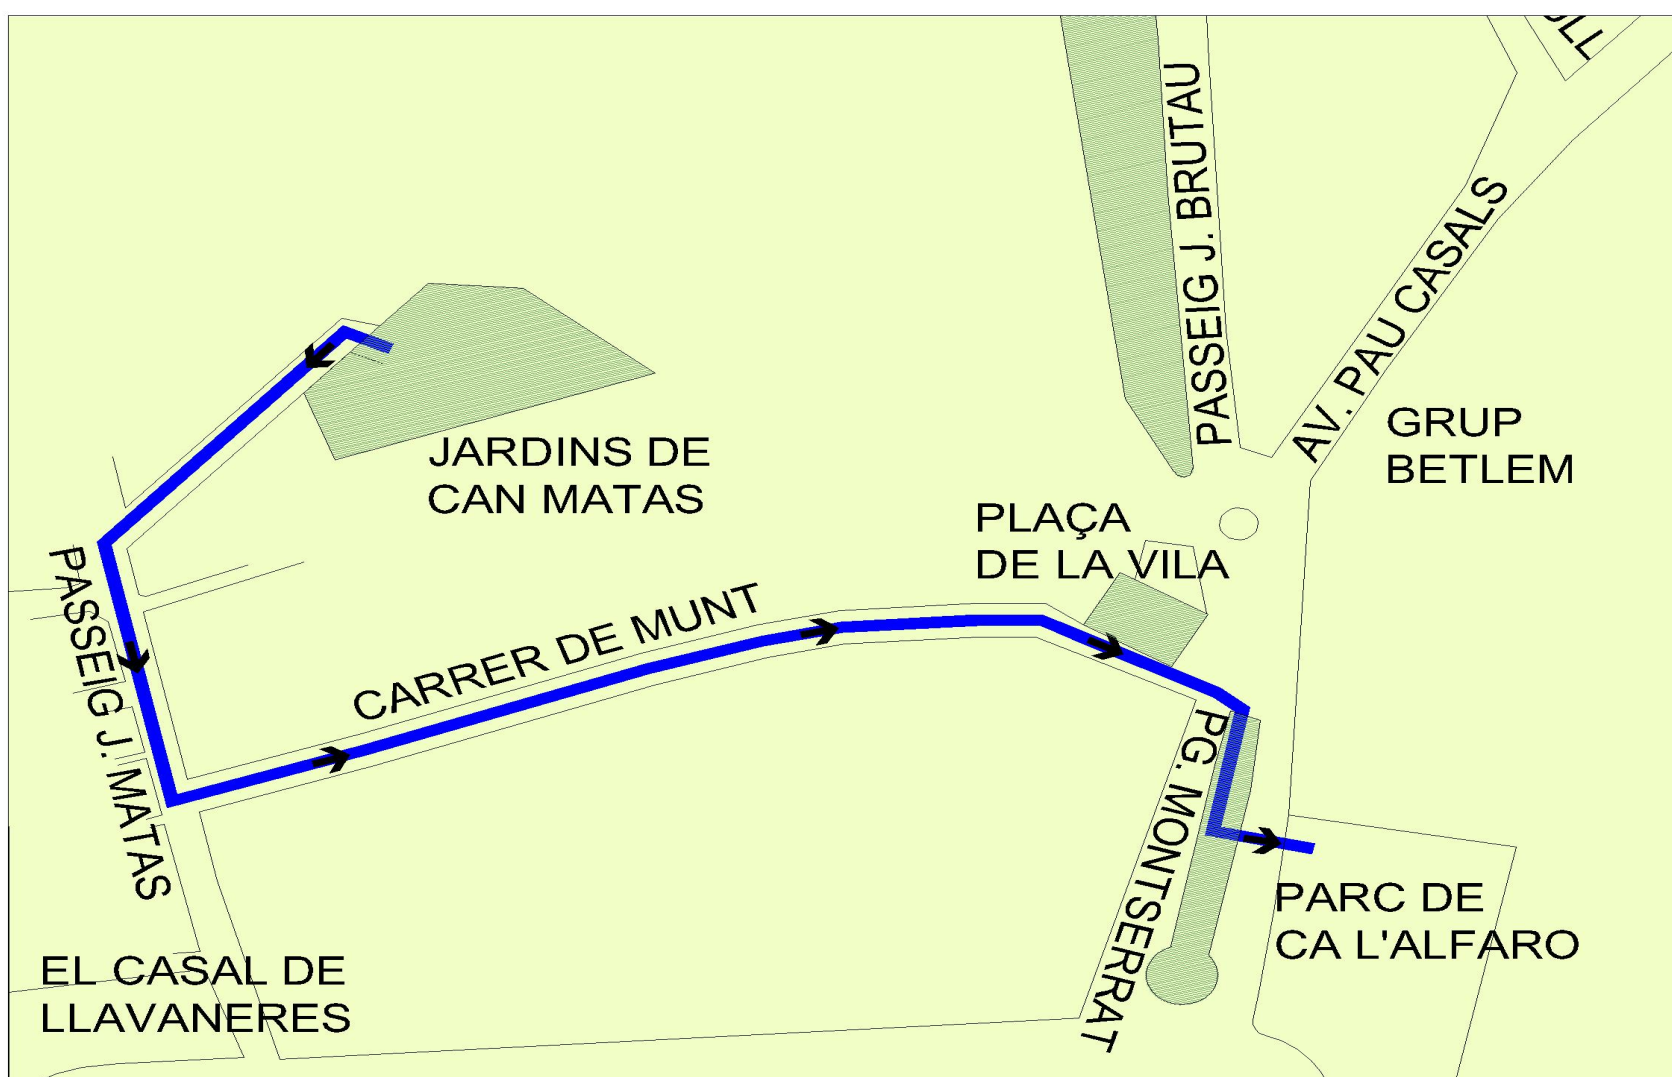 PASSEIG J. BRUTAU
AV. PAU CASALS
GRUP
BETLEM
JARDINS DE
CAN MATAS
PLAÇA
DE LA VILA
PASSEIG J. MATAS
CARRER DE MUNT
PG. MONTSERRAT
PARC DE
CA L'ALFARO
EL CASAL DE
LLAVANERES